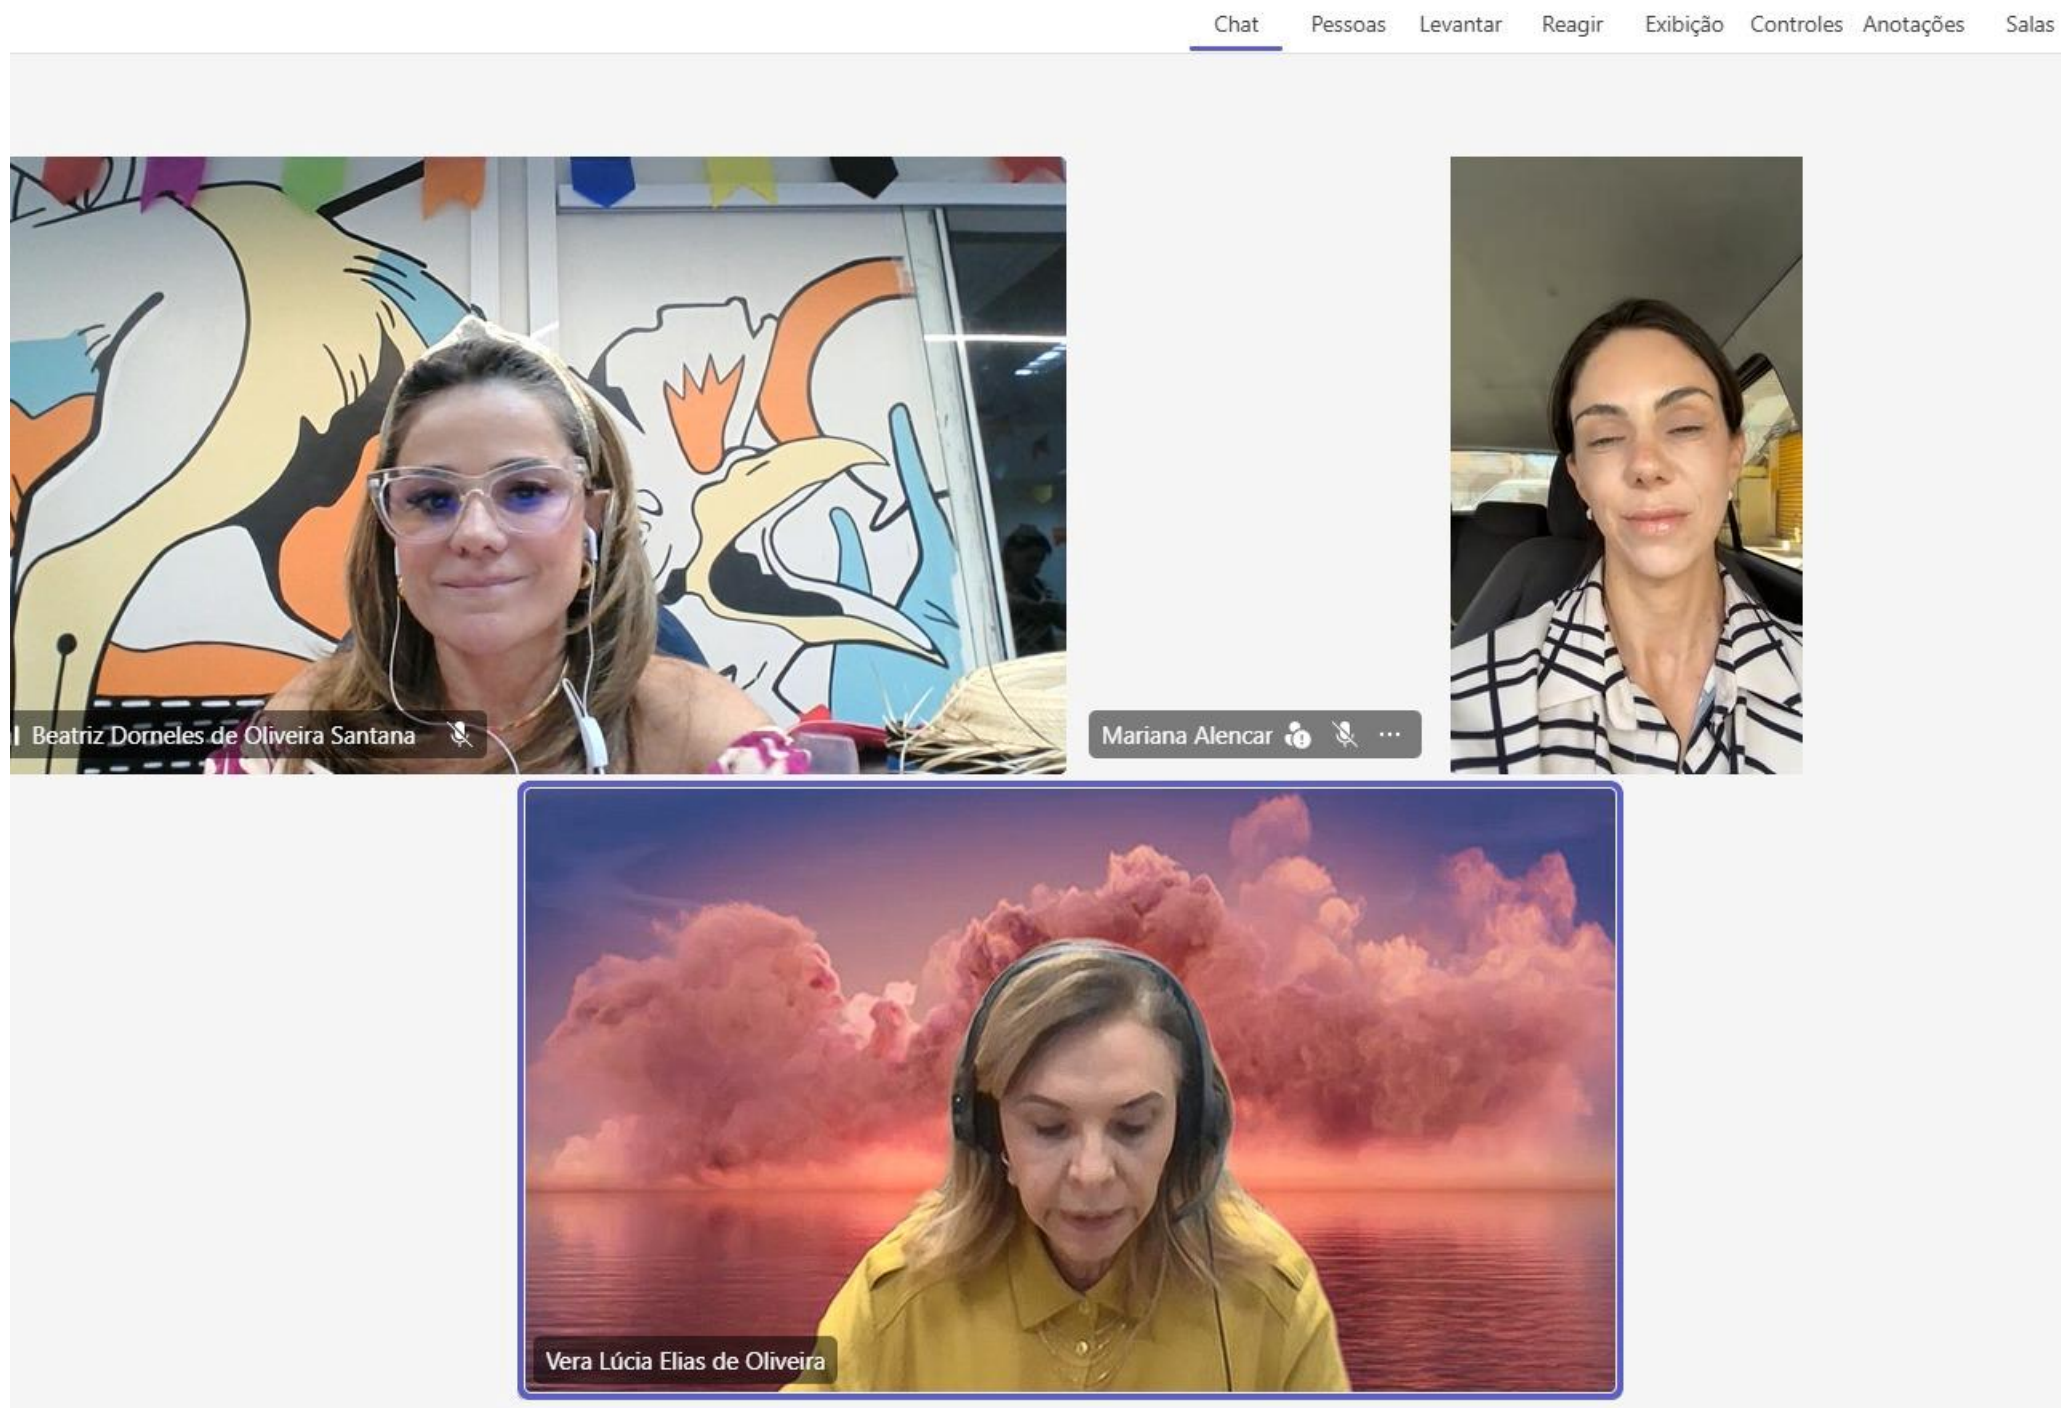 Chat Pessoas Levantar Reagir Exibição Controles Anotações Salas
Beatriz Dorneles de Oliveira Santana
Mariana Alencar
Vera Lúcia Elias de Oliveira